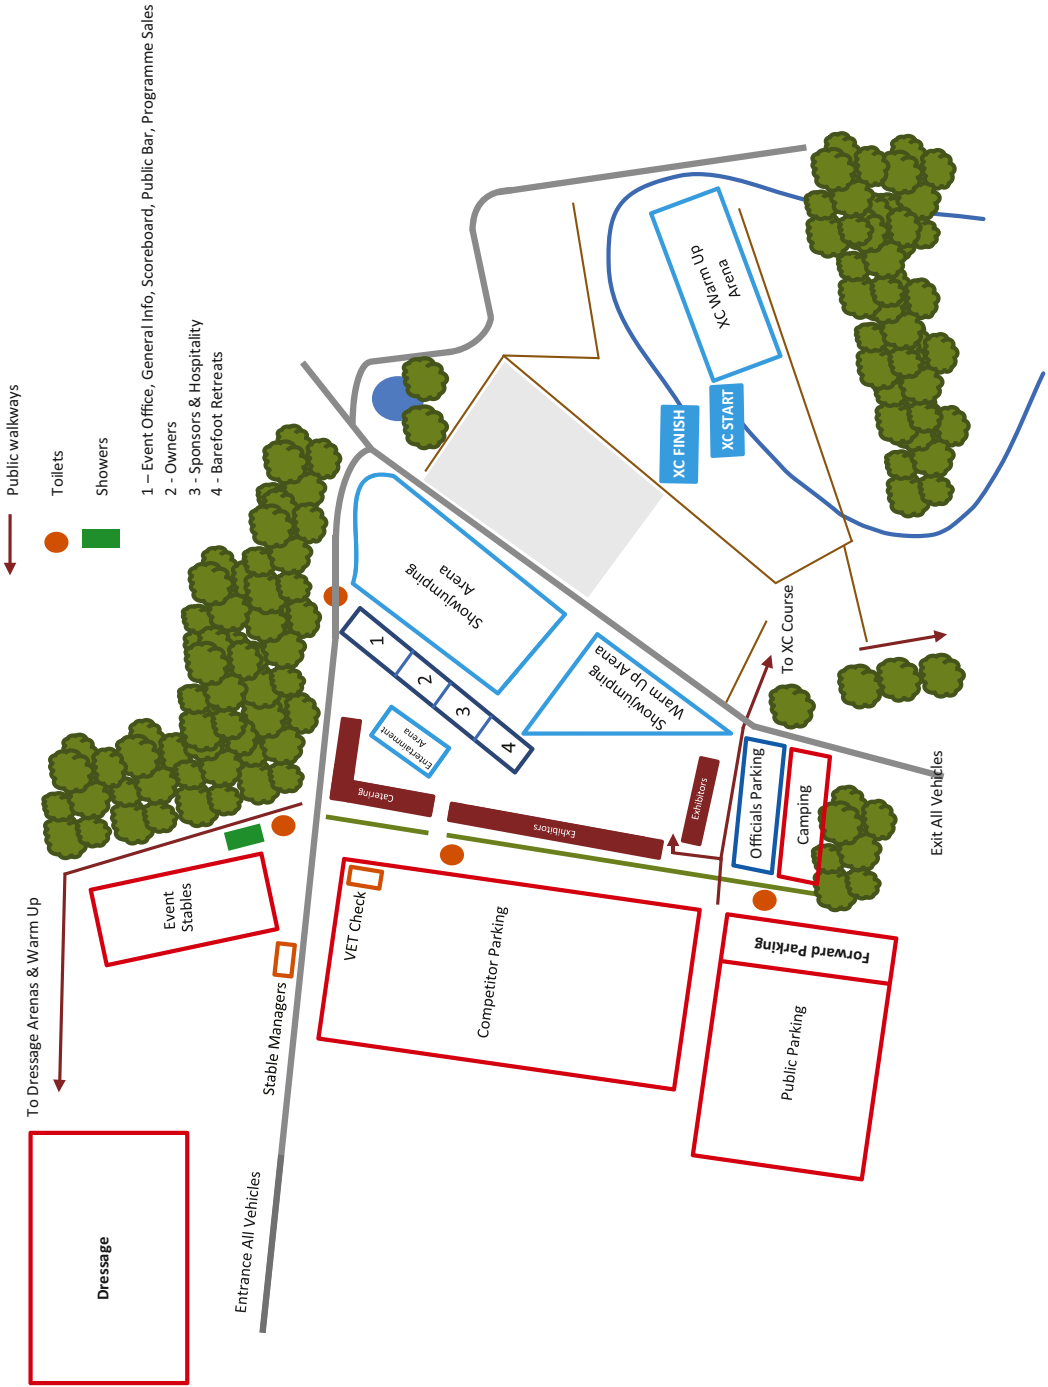 Public walkways
Toilets
Showers
1 – Event Office, General Info, Scoreboard, Public Bar, Programme Sales
2 - Owners
3 - Sponsors & Hospitality
4 - Barefoot Retreats
To Dressage Arenas & Warm Up
Dressage
Event
Stables
Stable Managers
Entrance All Vehicles
VET Check
Competitor Parking
Catering
Exhibitors
Exhibitors
Entertainment
Arena
1
2
3
4
Showjumping
Arena
Showjumping
Warm Up Arena
XC Warm Up
Arena
XC FINISH
XC START
To XC Course
Officials Parking
Camping
Exit All Vehicles
Forward Parking
Public Parking